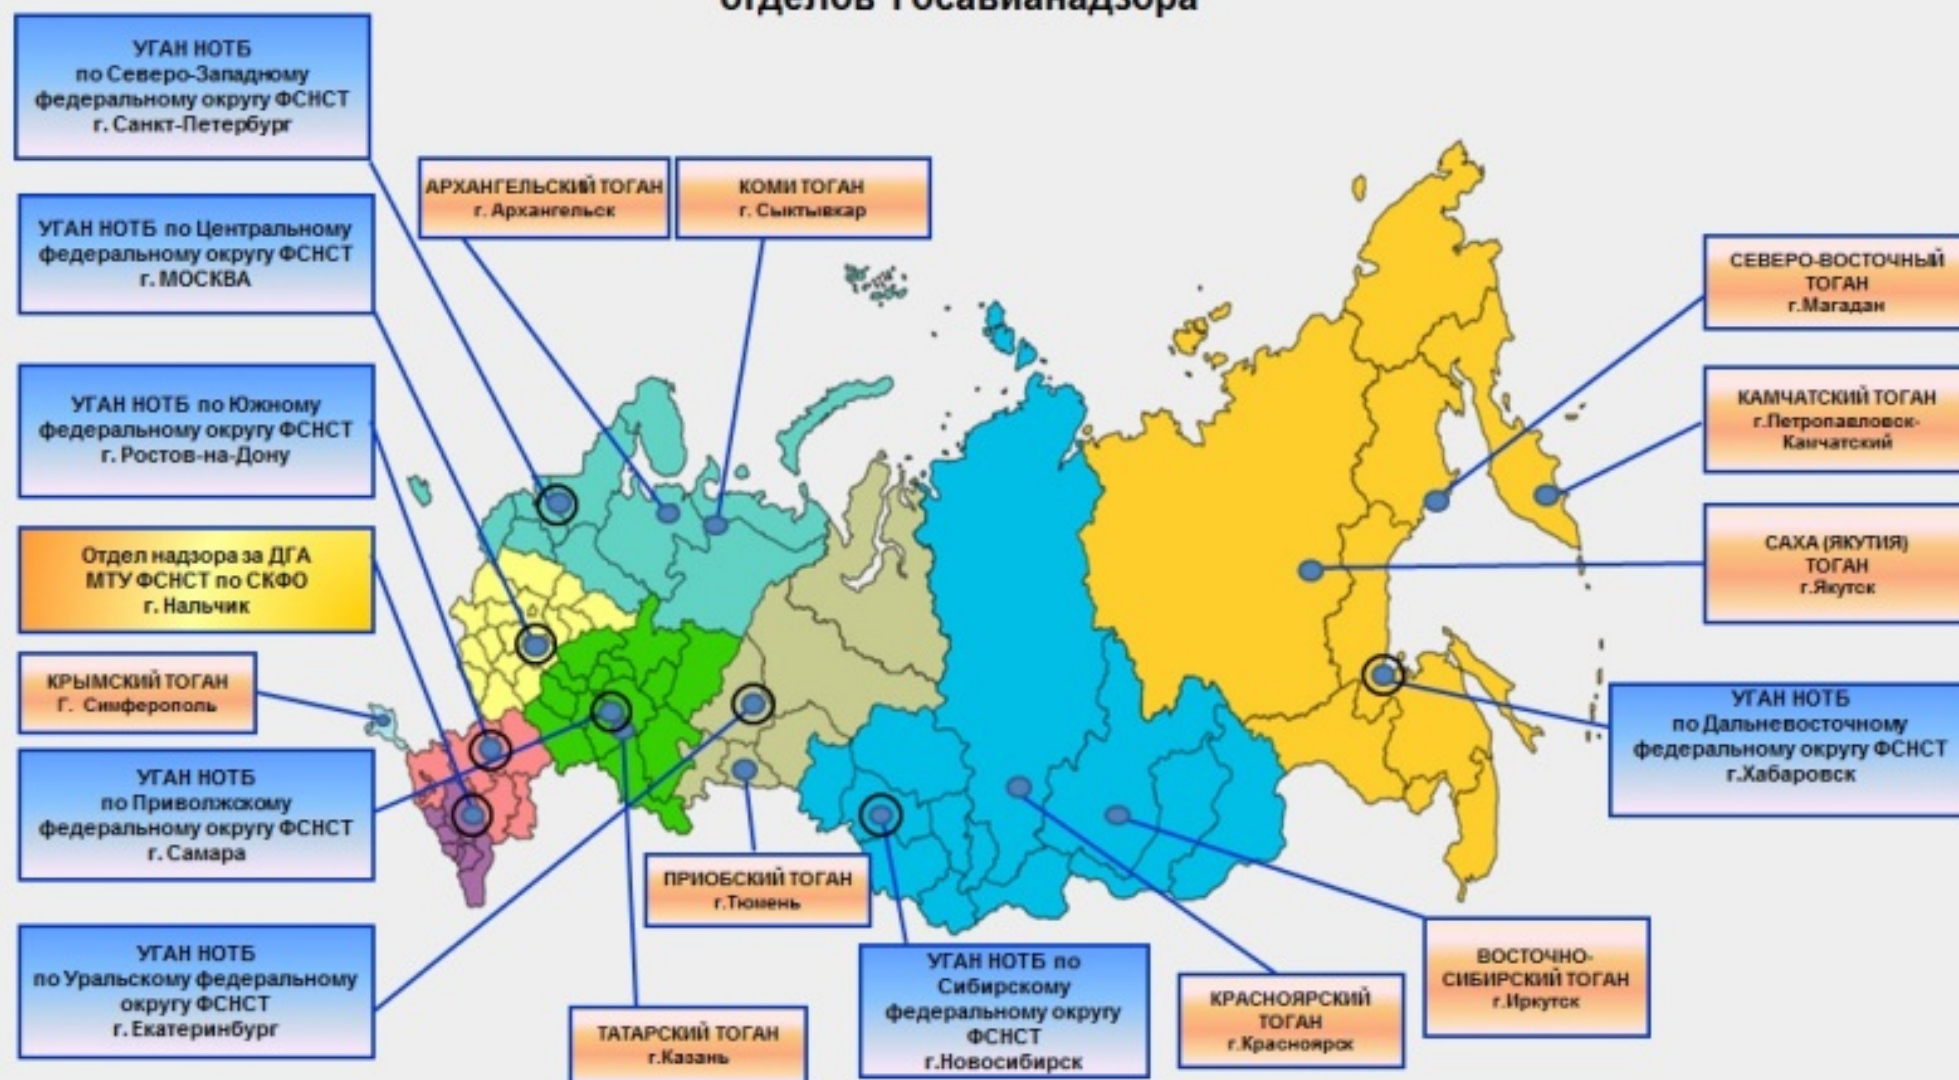 отделов Госавианадзора
УГАН НОТБ
по Северо-Западному
федеральному округу ФСНСТ
г. Санкт-Петербург
АРХАНГЕЛЬСКИЙ ТОГАН
г. Архангельск
КОМИ ТОГАН
г. Сыктывкар
УГАН НОТБ по Центральному
федеральному округу ФСНСТ
г. МОСКВА
СЕВЕРО-ВОСТОЧНЫЙ
ТОГАН
г.Магадан
УГАН НОТБ по Южному
федеральному округу ФСНСТ
г. Ростов-на-Дону
КАМЧАТСКИЙ ТОГАН
г.Петропавловск-
Камчатский
Отдел надзора за ДГА
МТУ ФСНСТ по СКФО
г. Нальчик
САХА (ЯКУТИЯ)
ТОГАН
г.Якутск
КРЫМСКИЙ ТОГАН
Г. Симферополь
УГАН НОТБ
по Дальневосточному
федеральному округу ФСНСТ
г.Хабаровск
УГАН НОТБ
по Приволжскому
федеральному округу ФСНСТ
г. Самара
ПРИОБСКИЙ ТОГАН
г.Тюмень
УГАН НОТБ
по Уральскому федеральному
округу ФСНСТ
г. Екатеринбург
ТАТАРСКИЙ ТОГАН
г.Казань
УГАН НОТБ по
Сибирскому
федеральному округу
ФСНСТ
г.Новосибирск
КРАСНОЯРСКИЙ
ТОГАН
г.Красноярск
ВОСТОЧНО-
СИБИРСКИЙ ТОГАН
г.Иркутск